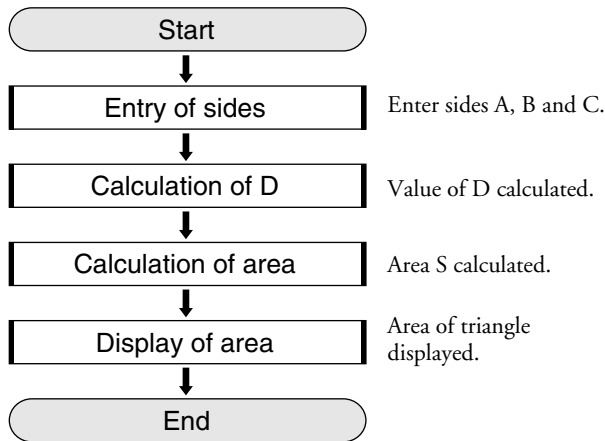 Start
Entry of sides
Enter sides A, B and C.
Calculation of D
Value of D calculated.
Calculation of area
Area S calculated.
Display of area
Area of triangle
displayed.
End